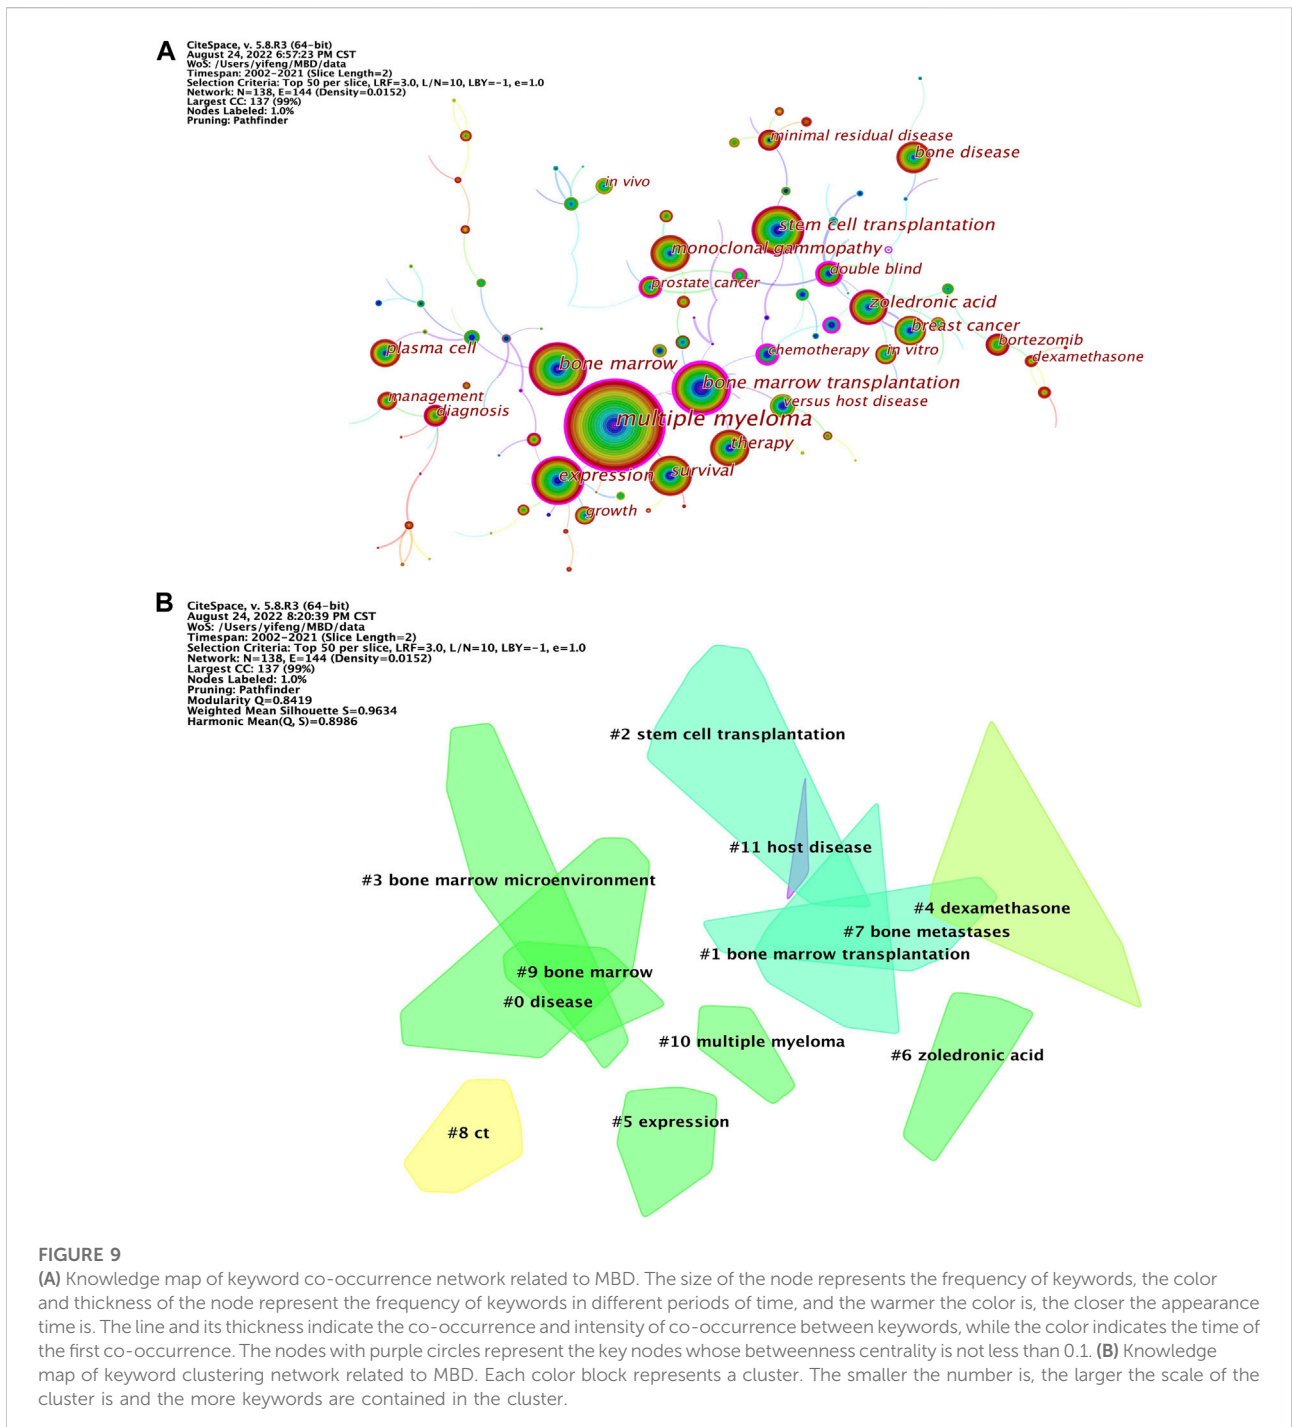 A
CiteSpace, v. 5.8.R3 (64-bit)
August 24, 2022 6:57:23 PM CST
WoS: /Users/yifeng/MBD/data
Timespan: 2002-2021 (Slice Length=2)
Selection Criteria: Top 50 per slice, LRF=3.0, L/N=10, LBY=-1, e=1.0
Network: N=138, E=144 (Density=0.0152)
Largest CC: 137 (99%)
Nodes Labeled: 1.0%
Pruning: Pathfinder
minimal residual disease
bone disease
in vivo
stem cell transplantation
monoclonal gammopathy
double blind
prostate cancer
zoledronic acid
breast cancer
bortezomib
plasma cell
bone marrow
chemotherapy
in vitro
dexamethasone
bone marrow transplantation
management
versus host disease
diagnosis
multiple myeloma
therapy
expression
survival
growth
B
CiteSpace, v. 5.8.R3 (64-bit)
August 24, 2022 8:20:39 PM CST
WoS: /Users/yifeng/MBD/data
Timespan: 2002-2021 (Slice Length=2)
Selection Criteria: Top 50 per slice, LRF=3.0, L/N=10, LBY=-1, e=1.0
Network: N=138, E=144 (Density=0.0152)
Largest CC: 137 (99%)
Nodes Labeled: 1.0%
Pruning: Pathfinder
Modularity Q=0.8419
Weighted Mean Silhouette S=0.9634
Harmonic Mean(Q, S)=0.8986
#2 stem cell transplantation
#11 host disease
#3 bone marrow microenvironment
#4 dexamethasone
#7 bone metastases
#1 bone marrow transplantation
#9 bone marrow
#0 disease
#10 multiple myeloma
#6 zoledronic acid
#5 expression
#8 ct
FIGURE 9
(A) Knowledge map of keyword co-occurrence network related to MBD. The size of the node represents the frequency of keywords, the color
and thickness of the node represent the frequency of keywords in different periods of time, and the warmer the color is, the closer the appearance
time is. The line and its thickness indicate the co-occurrence and intensity of co-occurrence between keywords, while the color indicates the time of
the first co-occurrence. The nodes with purple circles represent the key nodes whose betweenness centrality is not less than 0.1. (B) Knowledge
map of keyword clustering network related to MBD. Each color block represents a cluster. The smaller the number is, the larger the scale of the
cluster is and the more keywords are contained in the cluster.